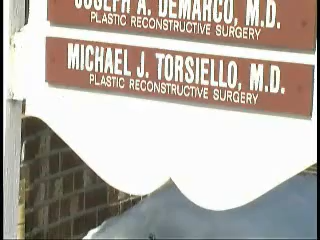 JOSEPH A. DEMARCO, M.D.
PLASTIC RECONSTRUCTIVE SURGERY
MICHAEL J. TORSIELLO, M.D.
PLASTIC RECONSTRUCTIVE SURGERY